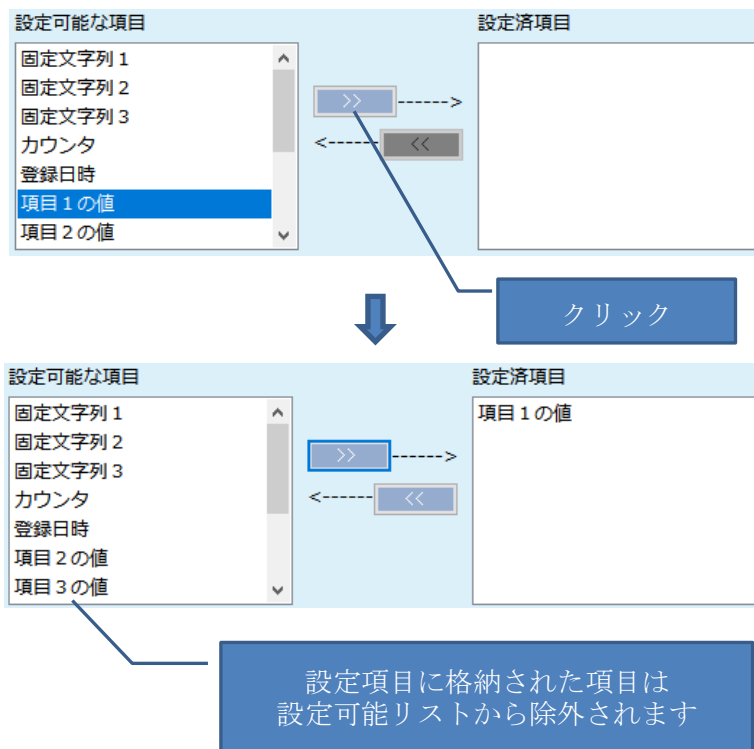 設定可能な項目
設定済項目
固定文字列１
固定文字列２
固定文字列３
カウンタ
登録日時
項目１の値
項目２の値
>>
------>
<------
<<
クリック
設定可能な項目
設定済項目
固定文字列１
固定文字列２
固定文字列３
カウンタ
登録日時
項目２の値
項目３の値
>>
------>
<------
<<
項目１の値
設定項目に格納された項目は
設定可能リストから除外されます